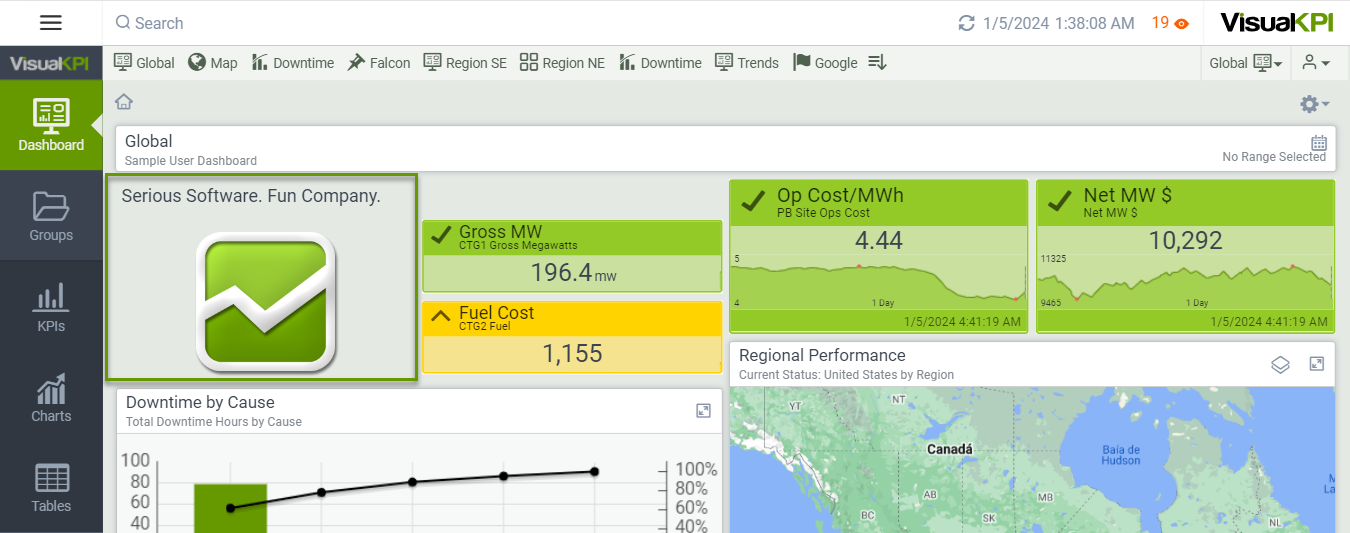 Search
1/5/2024 1:38:08 AM
19
VisualKPI
VisualKPI
Global
Map
Downtime
Falcon
Region SE
Region NE
Downtime
Trends
Google
Global
Dashboard
Groups
KPIs
Charts
Tables
Global
Sample User Dashboard
No Range Selected
Serious Software. Fun Company.
Gross MW
CTG1 Gross Megawatts
196.4 mw
Fuel Cost
CTG2 Fuel
1,155
Op Cost/MWh
PB Site Ops Cost
4.44
5
4
1 Day
1/5/2024 4:41:19 AM
Net MW $
Net MW $
10,292
11325
9465
1 Day
1/5/2024 4:41:19 AM
Downtime by Cause
Total Downtime Hours by Cause
100
80
60
40
100%
80%
60%
40%
Regional Performance
Current Status: United States by Region
YT
NT
Canadá
Baía de
Hudson
AB
MB
BC
SK
NL